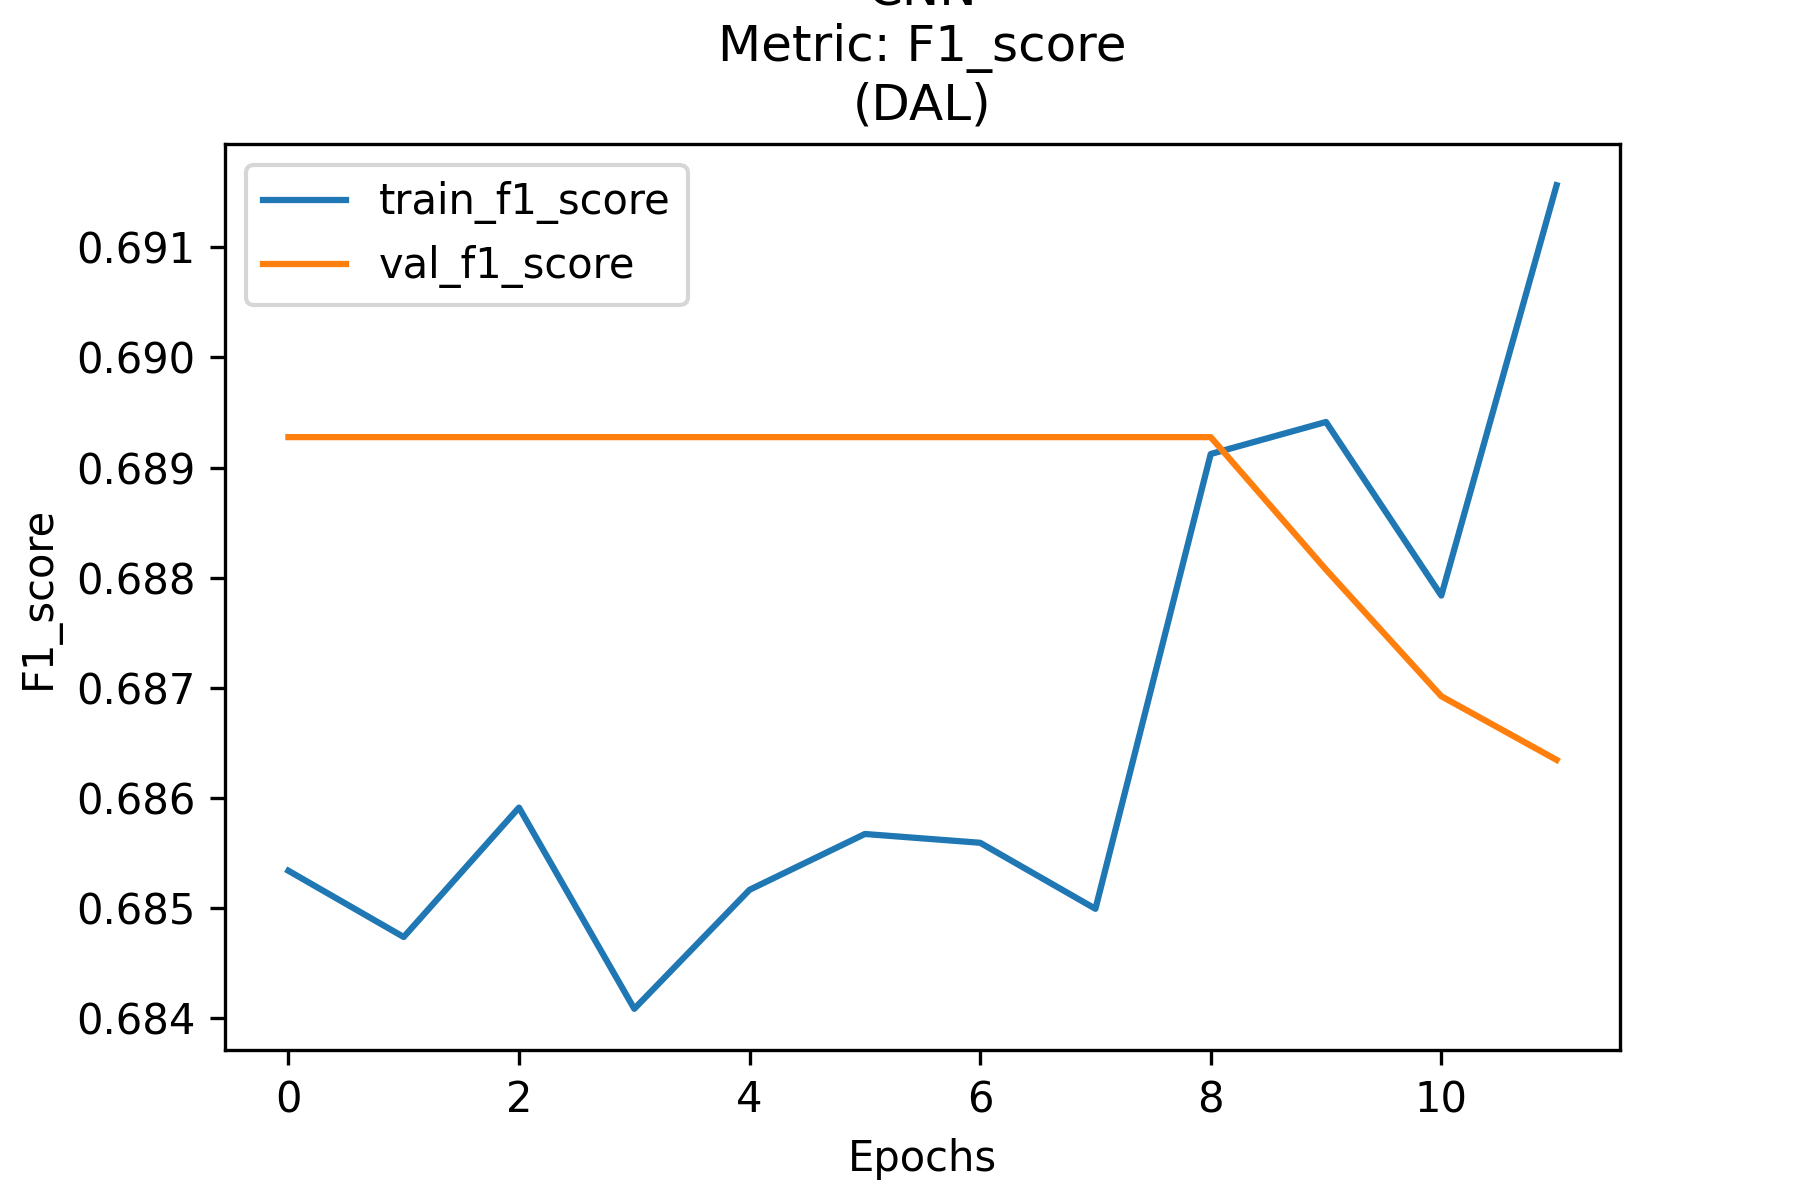 CNN
Metric: F1_score
(DAL)
train_f1_score
val_f1_score
0.691
0.690
0.689
0.688
0.687
0.686
0.685
0.684
F1_score
0 2 4 6 8 10
Epochs